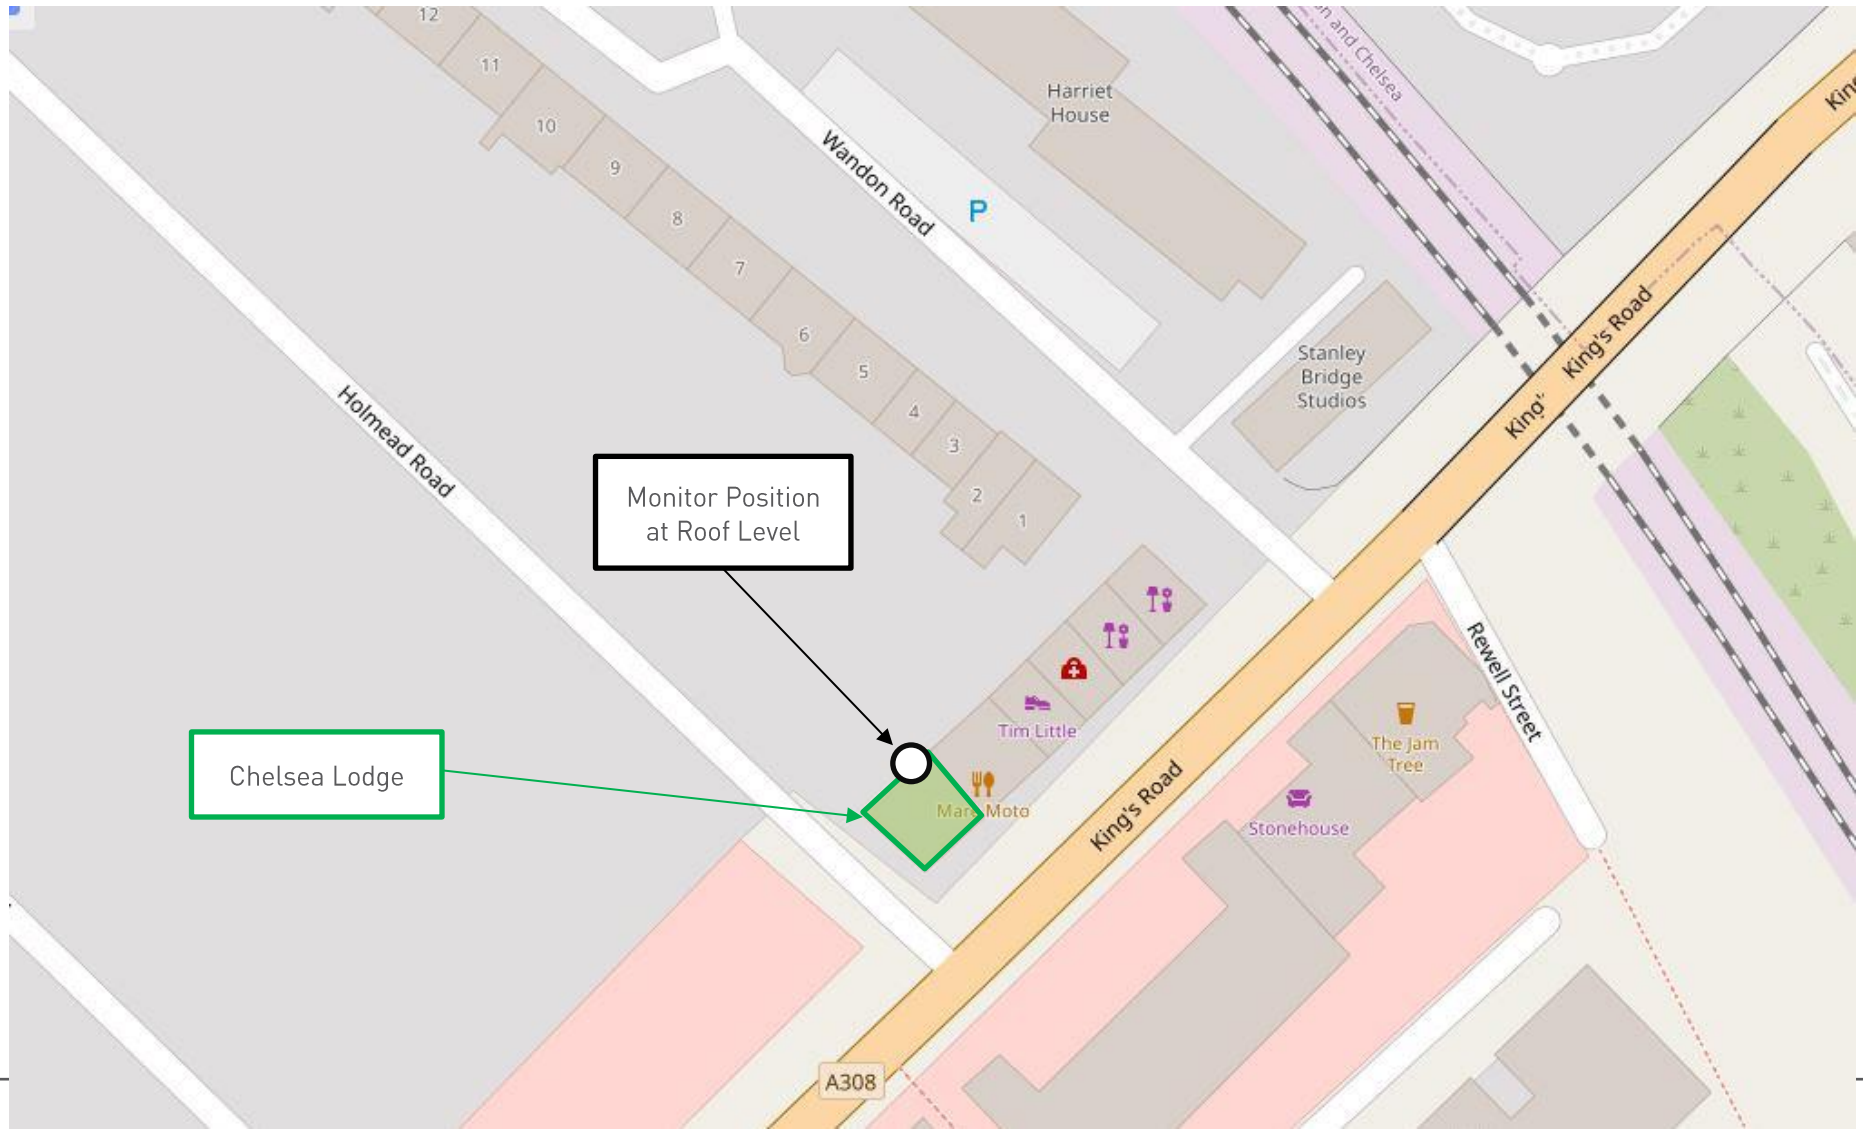 12
11
10
9
8
7
6
5
4
3
2
1
Harriet
House
on and Chelsea
Wandon Road
P
Holmead Road
Stanley
Bridge
Studios
King's Road
King'
Monitor Position
at Roof Level
Rewell Street
Tim Little
The Jam
Tree
Chelsea Lodge
Moto
King's Road
Stonehouse
A308